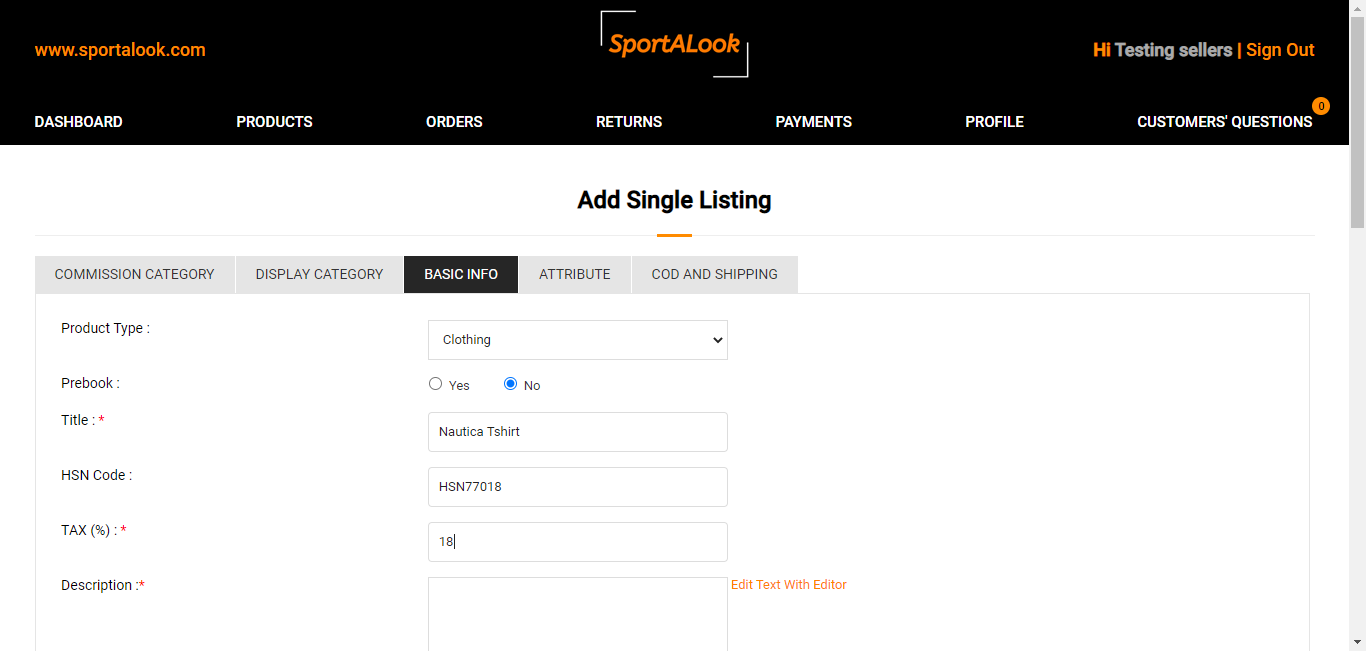 www.sportalook.com
SportALook
Hi Testing sellers | Sign Out
0
DASHBOARD PRODUCTS ORDERS RETURNS PAYMENTS PROFILE CUSTOMERS' QUESTIONS
Add Single Listing
COMMISSION CATEGORY DISPLAY CATEGORY BASIC INFO ATTRIBUTE COD AND SHIPPING
Product Type : Clothing
Prebook : Yes No
Title : * Nautica Tshirt
HSN Code : HSN77018
TAX (%) : * 18
Description :* Edit Text With Editor